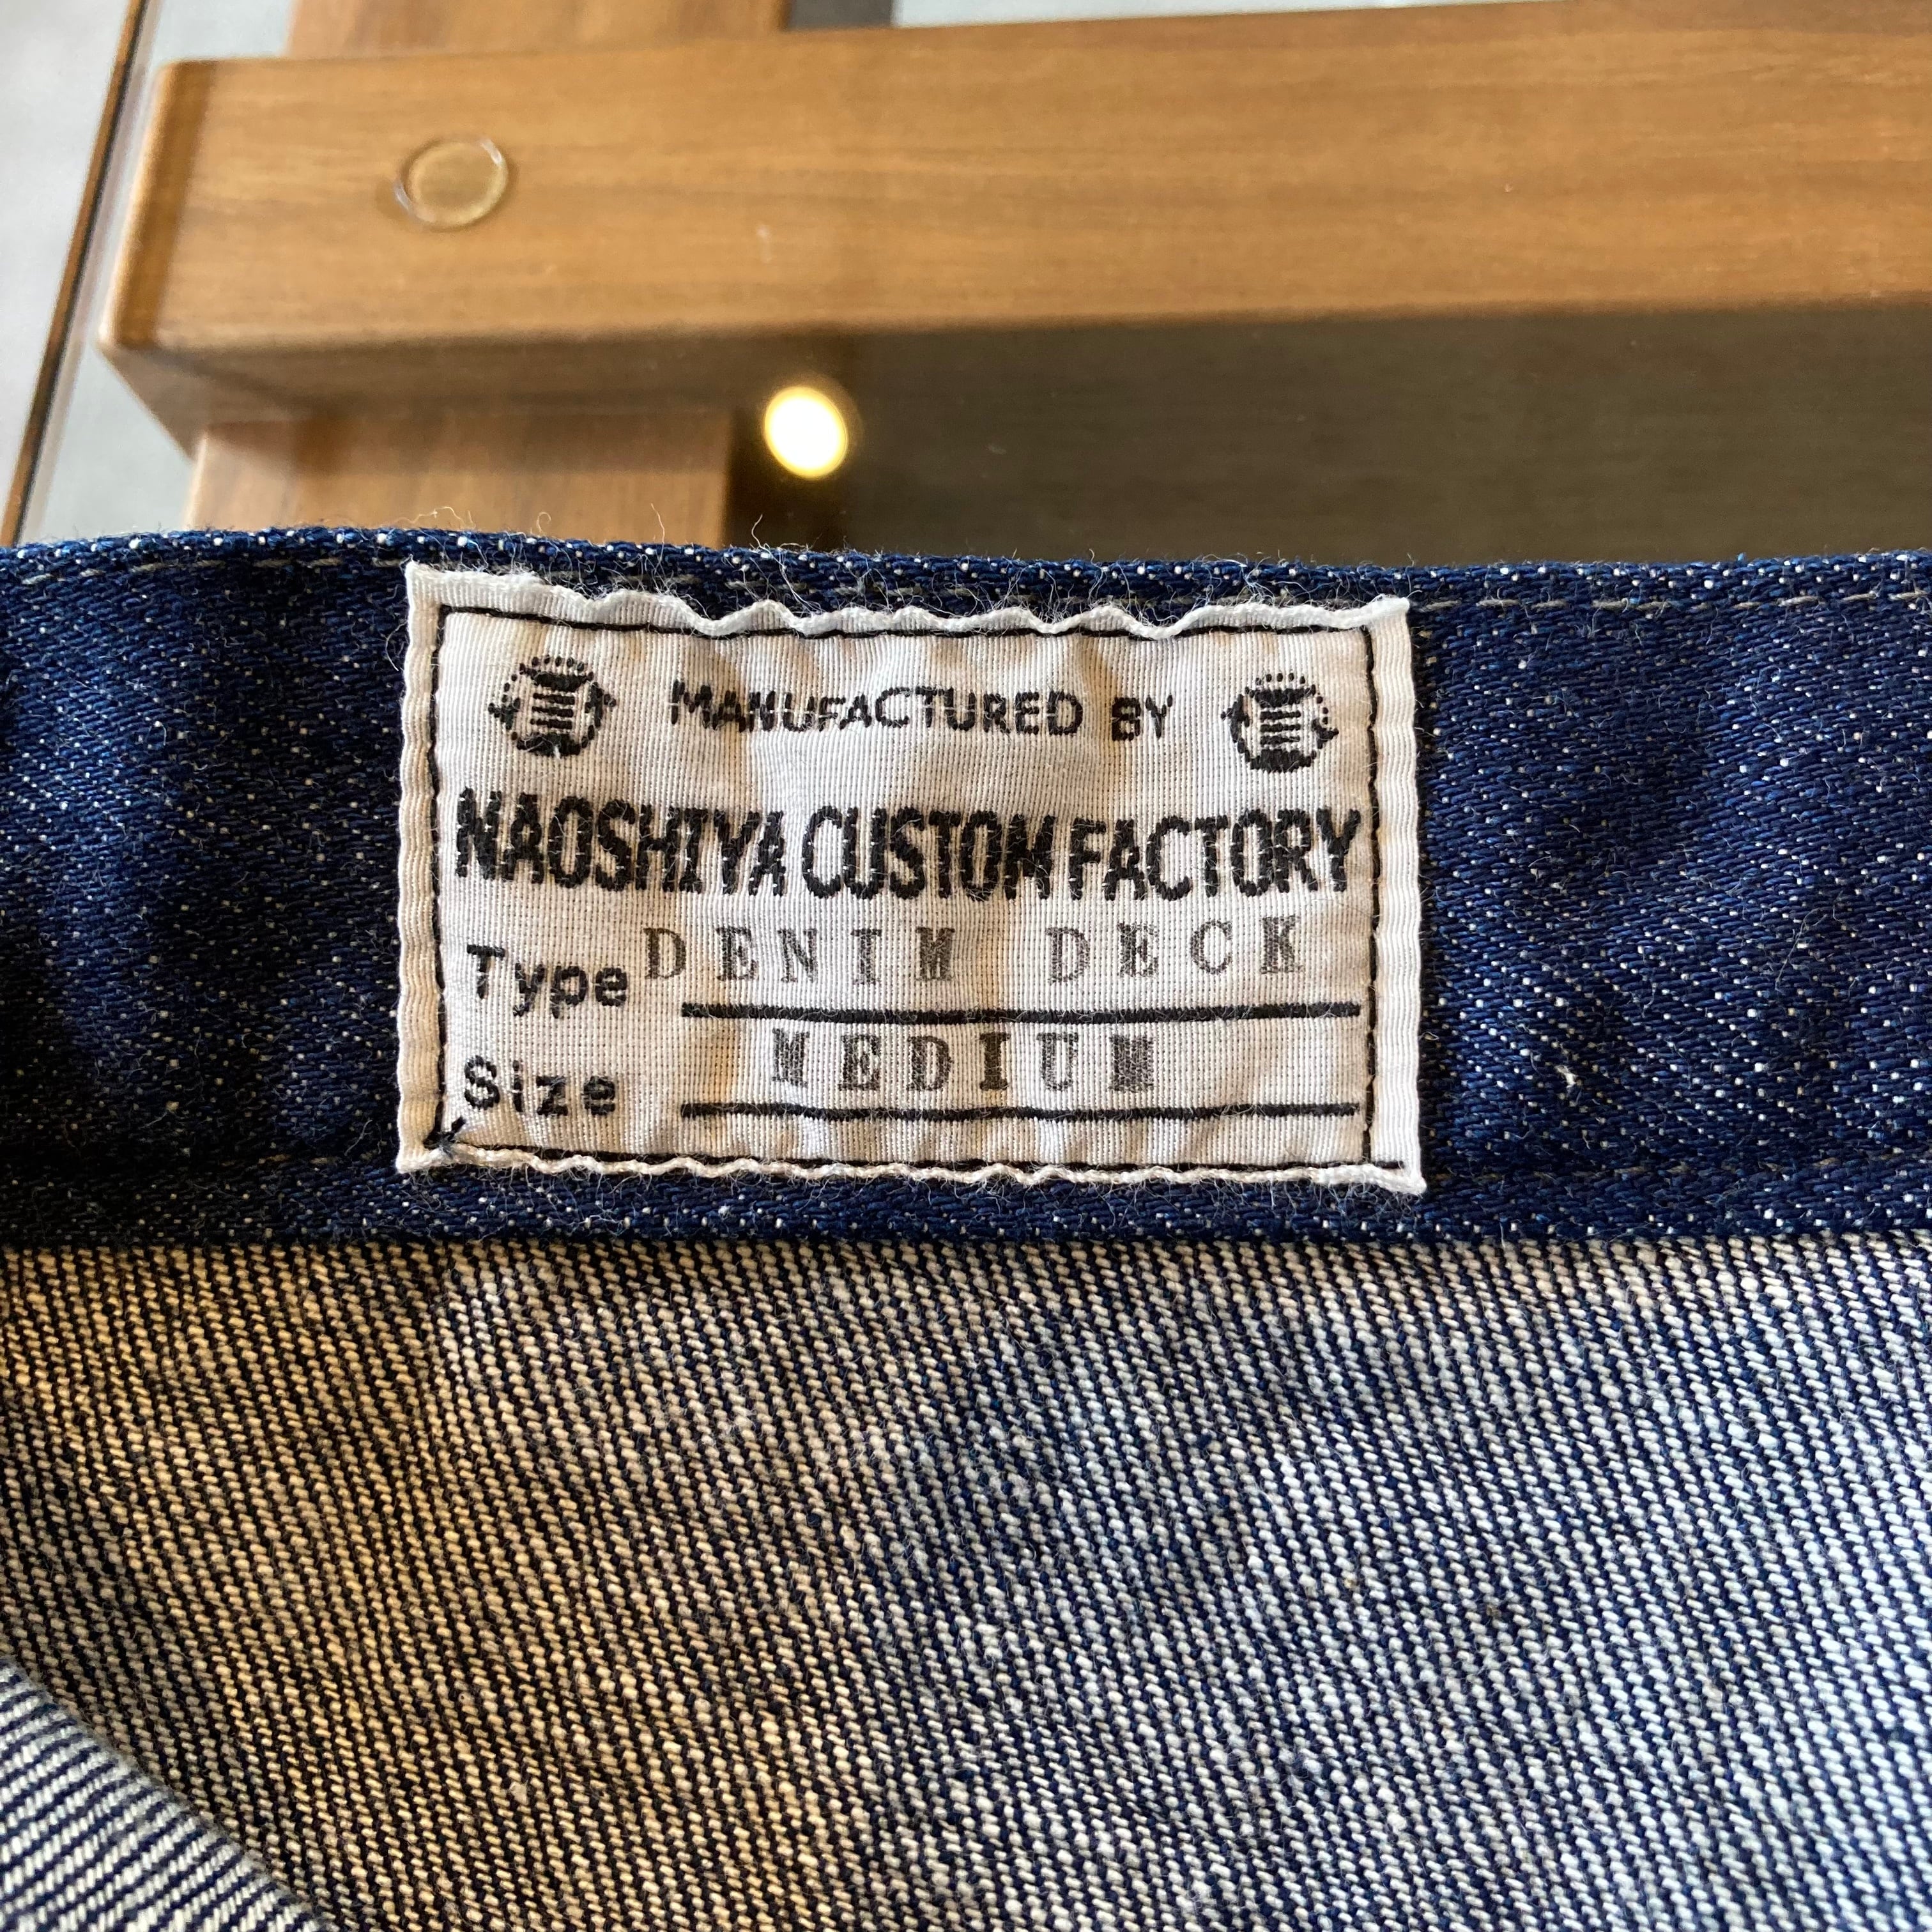 MANUFACTURED BY
NAOSHIYA CUSTOM FACTORY
Type DENIM DECK
Size MEDIUM